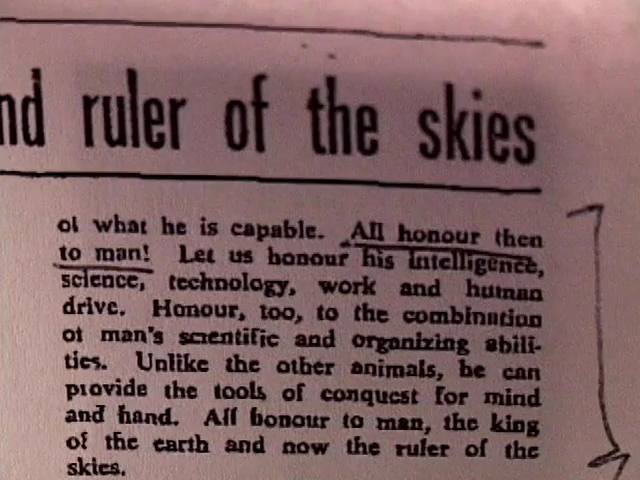 nd ruler of the skies
of what he is capable. All honour then
to man! Let us honour his intelligence,
science, technology, work and human
drive. Honour, too, to the combination
of man's scientific and organizing abili-
ties. Unlike the other animals, he can
provide the tools of conquest for mind
and hand. All honour to man, the king
of the earth and now the ruler of the
skies.